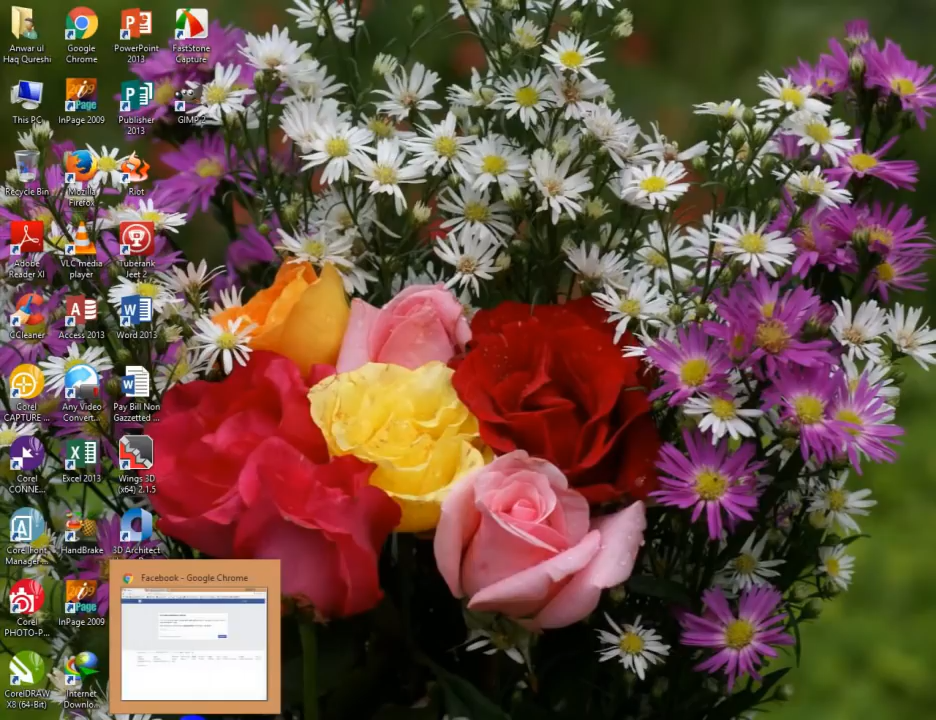 Anwar ul
Haq Qureshi
Google
Chrome
PowerPoint
2013
FastStone
Capture
This PC
InPage 2009
Publisher
2013
GIMP 2
Recycle Bin
Mozilla
Firefox
Riot
Adobe
Reader XI
VLC media
player
Tuberank
Jeet 2
CCleaner
Access 2013
Word 2013
Corel
CAPTURE ...
Any Video
Convert...
Pay Bill Non
Gazzetted ...
Corel
CONNE...
Excel 2013
Wings 3D
(x64) 2.1.5
Corel Font
Manager ...
HandBrake
3D Architect
Facebook - Google Chrome
Corel
PHOTO-P...
InPage 2009
CorelDRAW
X8 (64-Bit)
Internet
Downlo...